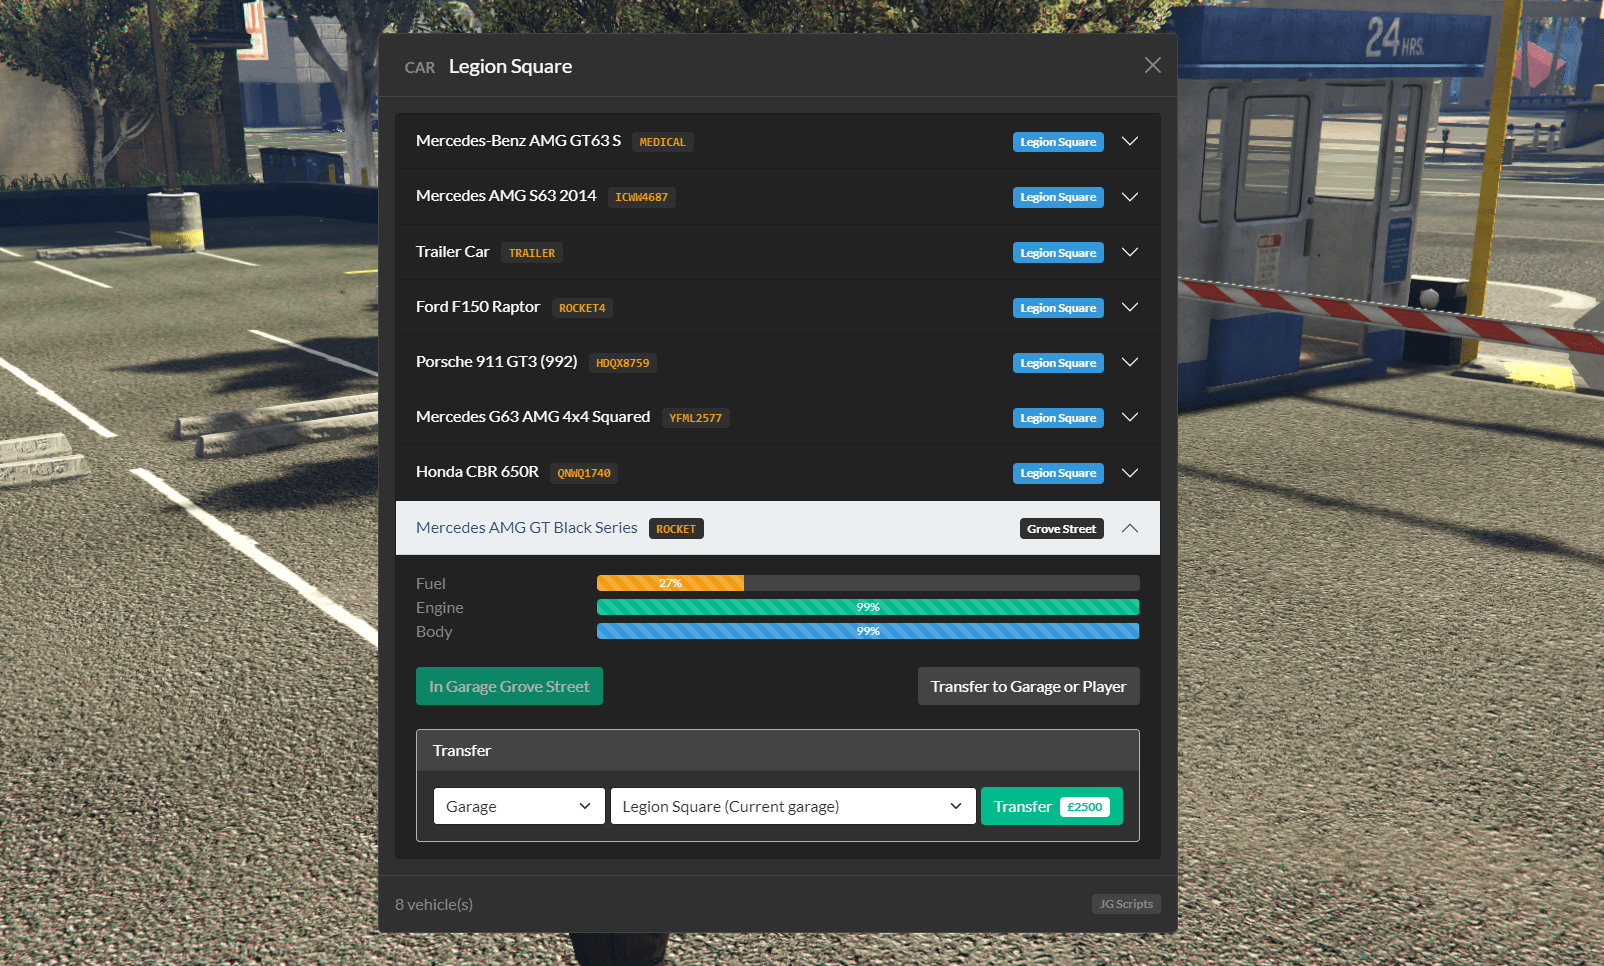 24 HRS.
CAR Legion Square
Mercedes-Benz AMG GT63 S MEDICAL Legion Square
Mercedes AMG S63 2014 ICWW4687 Legion Square
Trailer Car TRAILER Legion Square
Ford F150 Raptor ROCKET4 Legion Square
Porsche 911 GT3 (992) HDQX8759 Legion Square
Mercedes G63 AMG 4x4 Squared YFML2577 Legion Square
Honda CBR 650R QNWQ1740 Legion Square
Mercedes AMG GT Black Series ROCKET Grove Street
Fuel 27%
Engine 99%
Body 99%
In Garage Grove Street Transfer to Garage or Player
Transfer
Garage Legion Square (Current garage) Transfer £2500
8 vehicle(s) JG Scripts